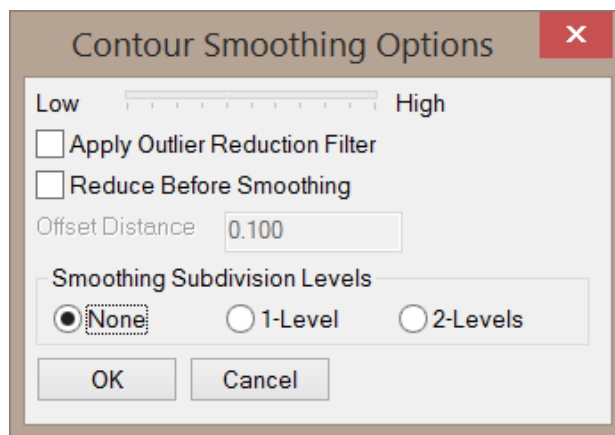 Contour Smoothing Options
Low High
Apply Outlier Reduction Filter
Reduce Before Smoothing
Offset Distance 0.100
Smoothing Subdivision Levels
None 1-Level 2-Levels
OK Cancel